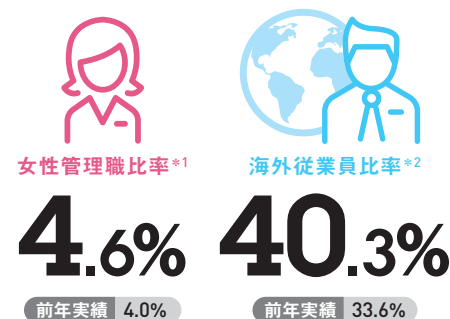 女性管理職比率*1
4.6%
前年実績 4.0%
海外従業員比率*2
40.3%
前年実績 33.6%